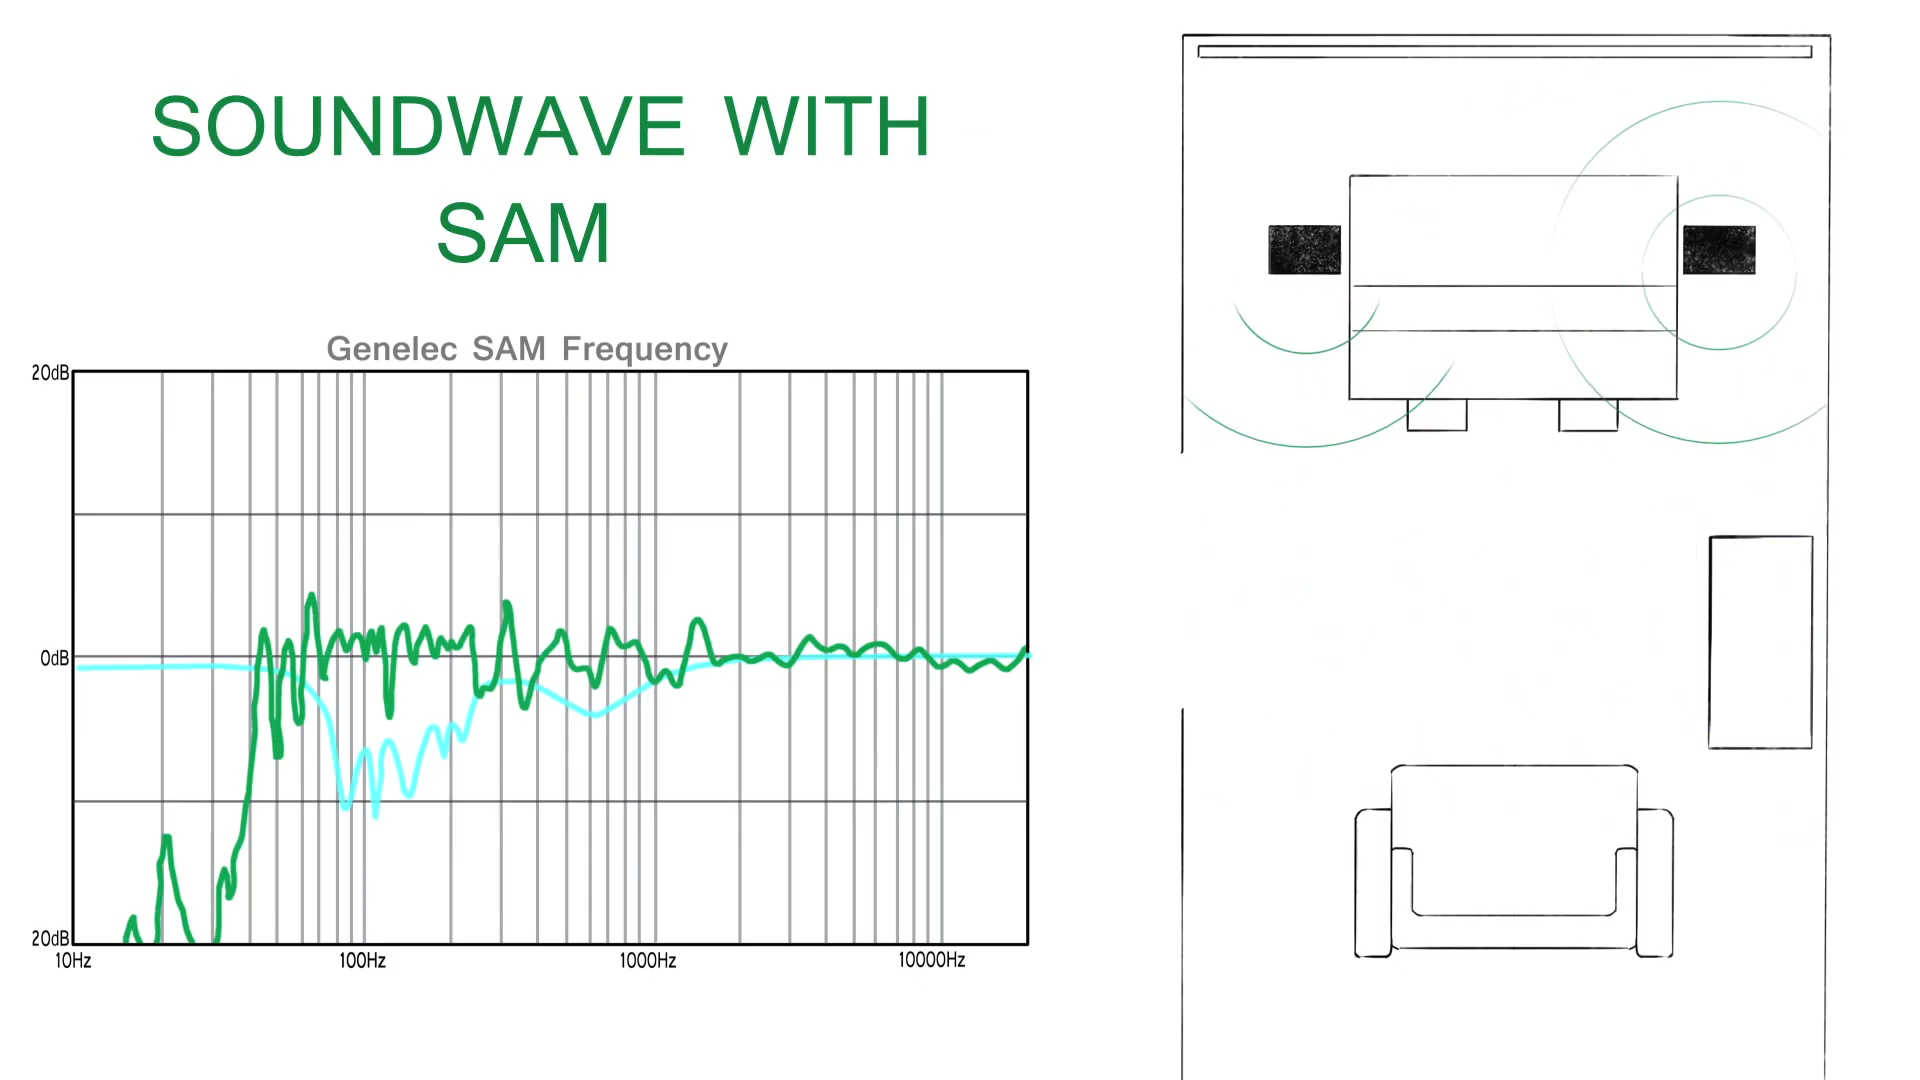 SOUNDWAVE WITH
SAM
Genelec SAM Frequency
20dB
0dB
20dB
10Hz
100Hz
1000Hz
10000Hz